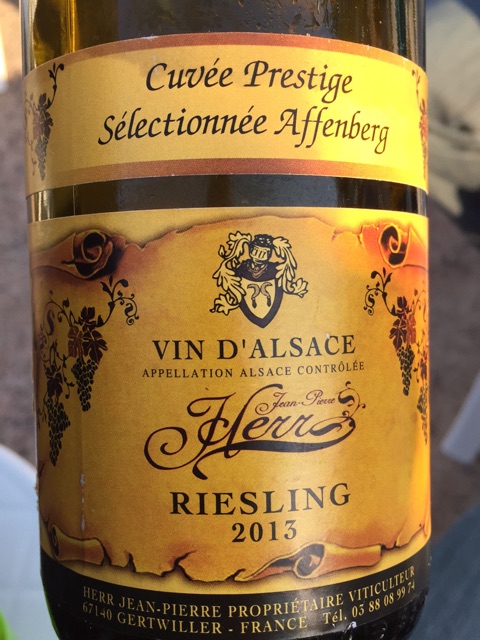 Cuvée Prestige
Sélectionnée Affenberg
VIN D'ALSACE
APPELLATION ALSACE CONTRÔLÉE
Jean-Pierre
Herr
RIESLING
2013
HERR JEAN-PIERRE PROPRIÉTAIRE VITICULTEUR
67140 GERTWILLER - FRANCE Tél. 03 88 08 99 74